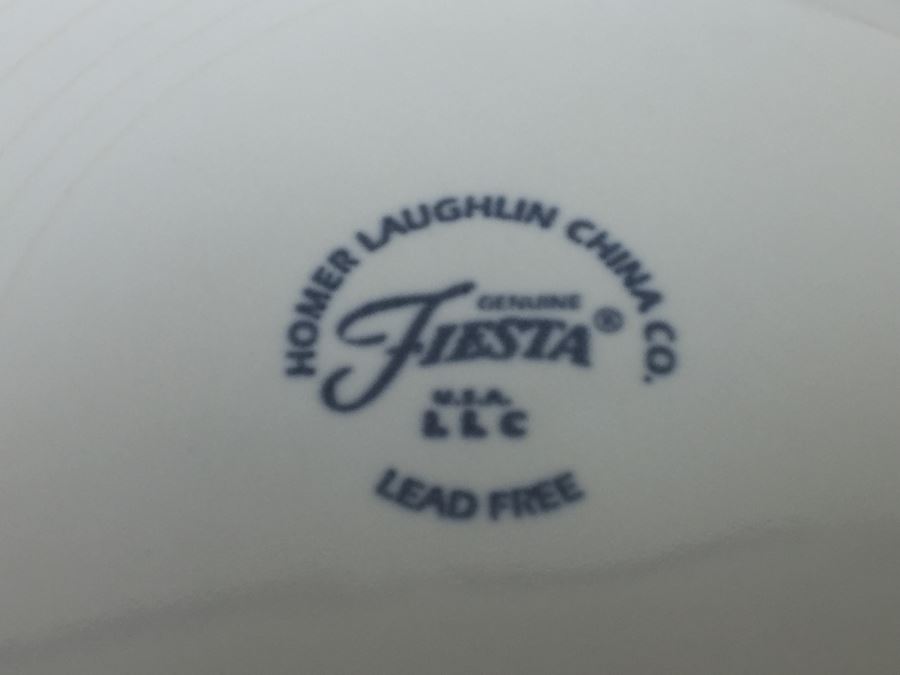 HOMER LAUGHLIN CHINA CO.
GENUINE
FIESTA®
U.S.A.
LLC
LEAD FREE